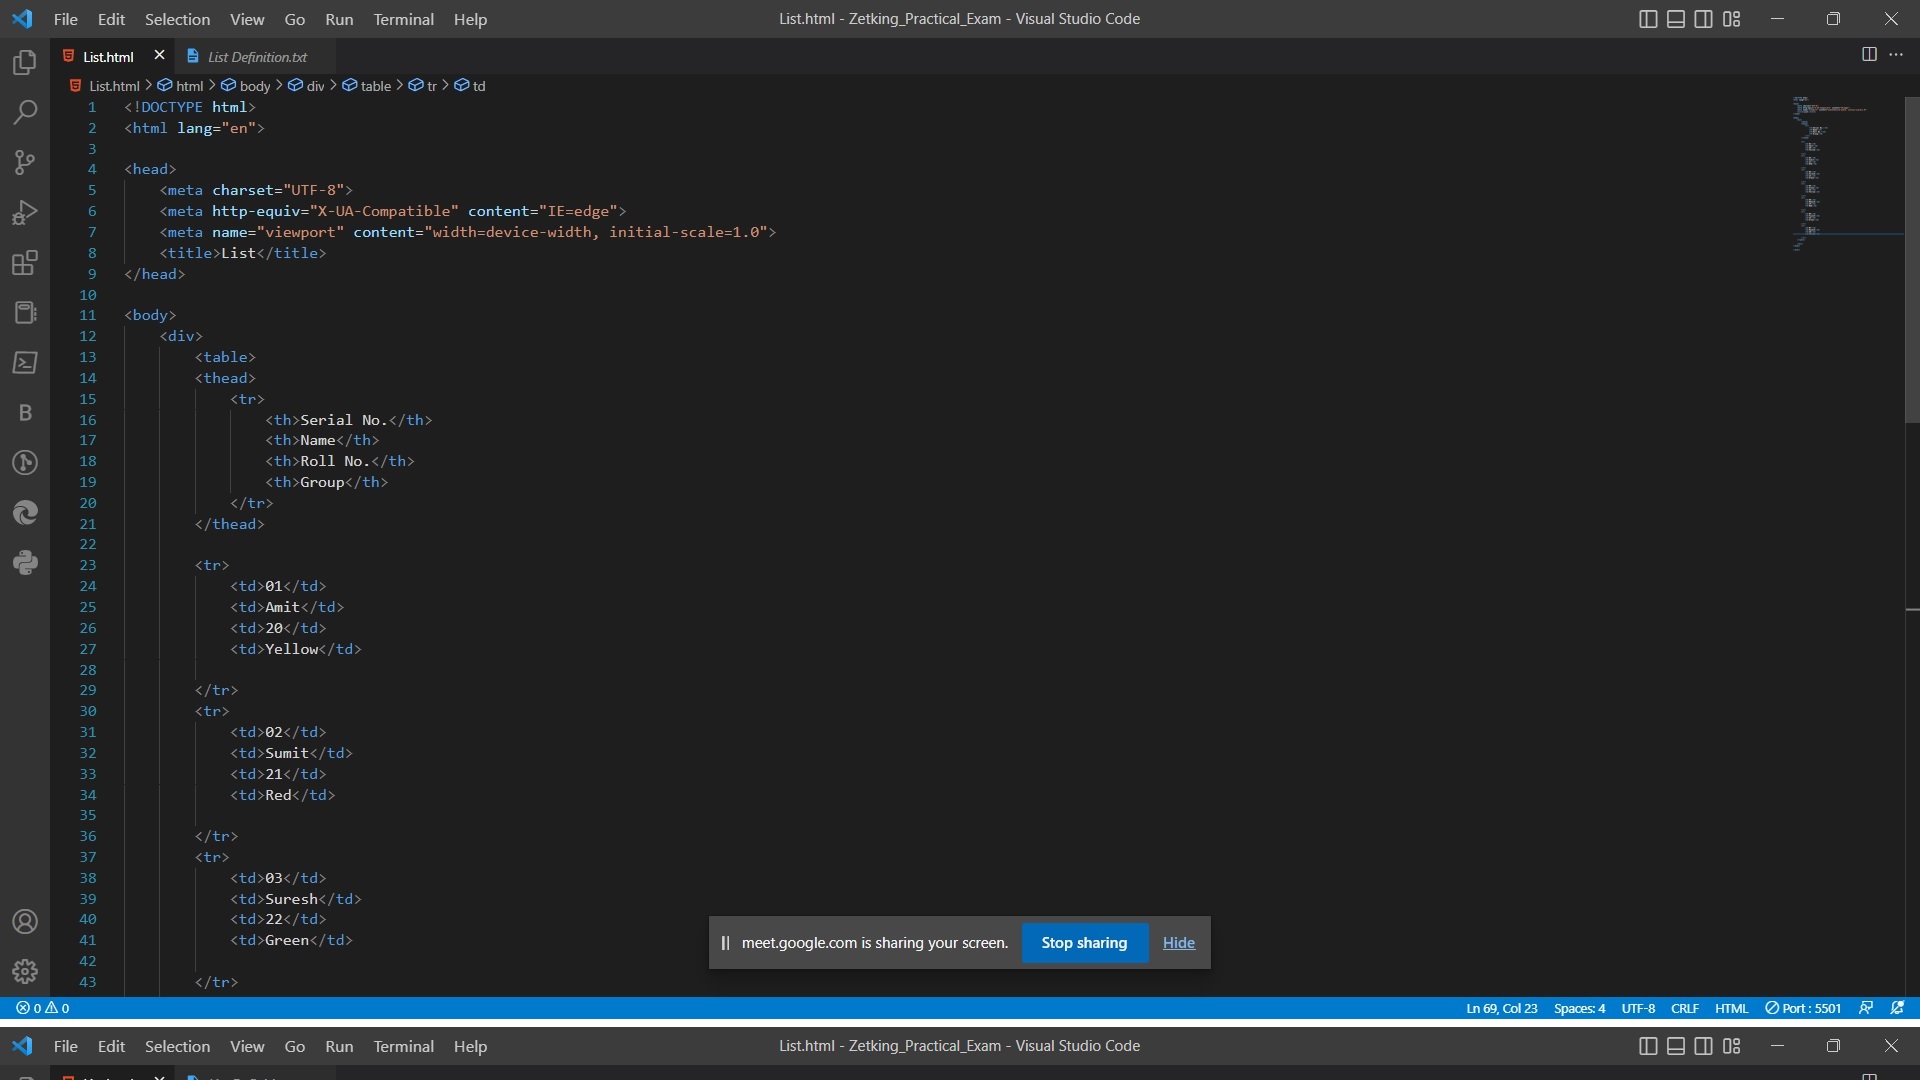 File Edit Selection View Go Run Terminal Help List.html - Zetking_Practical_Exam - Visual Studio Code
List.html List Definition.txt
List.html > html > body > div > table > tr > td
1 <!DOCTYPE html>
2 <html lang="en">
3
4 <head>
5 <meta charset="UTF-8">
6 <meta http-equiv="X-UA-Compatible" content="IE=edge">
7 <meta name="viewport" content="width=device-width, initial-scale=1.0">
8 <title>List</title>
9 </head>
10
11 <body>
12 <div>
13 <table>
14 <thead>
15 <tr>
16 <th>Serial No.</th>
17 <th>Name</th>
18 <th>Roll No.</th>
19 <th>Group</th>
20 </tr>
21 </thead>
22
23 <tr>
24 <td>01</td>
25 <td>Amit</td>
26 <td>20</td>
27 <td>Yellow</td>
28
29 </tr>
30 <tr>
31 <td>02</td>
32 <td>Sumit</td>
33 <td>21</td>
34 <td>Red</td>
35
36 </tr>
37 <tr>
38 <td>03</td>
39 <td>Suresh</td>
40 <td>22</td>
41 <td>Green</td>
42
43 </tr>
meet.google.com is sharing your screen. Stop sharing Hide
0 0 Ln 69, Col 23 Spaces: 4 UTF-8 CRLF HTML Port : 5501
File Edit Selection View Go Run Terminal Help List.html - Zetking_Practical_Exam - Visual Studio Code